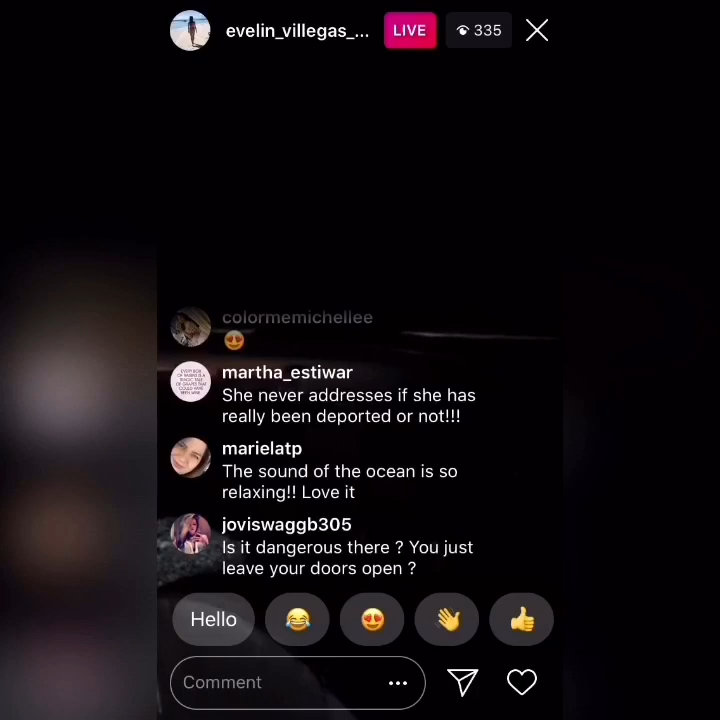 evelin_villegas_...
LIVE
335
colormemichellee
😍
martha_estiwar
She never addresses if she has
really been deported or not!!!
marielatp
The sound of the ocean is so
relaxing!! Love it
joviswaggb305
Is it dangerous there ? You just
leave your doors open ?
Hello 😂 😍 👋 👍
Comment ...